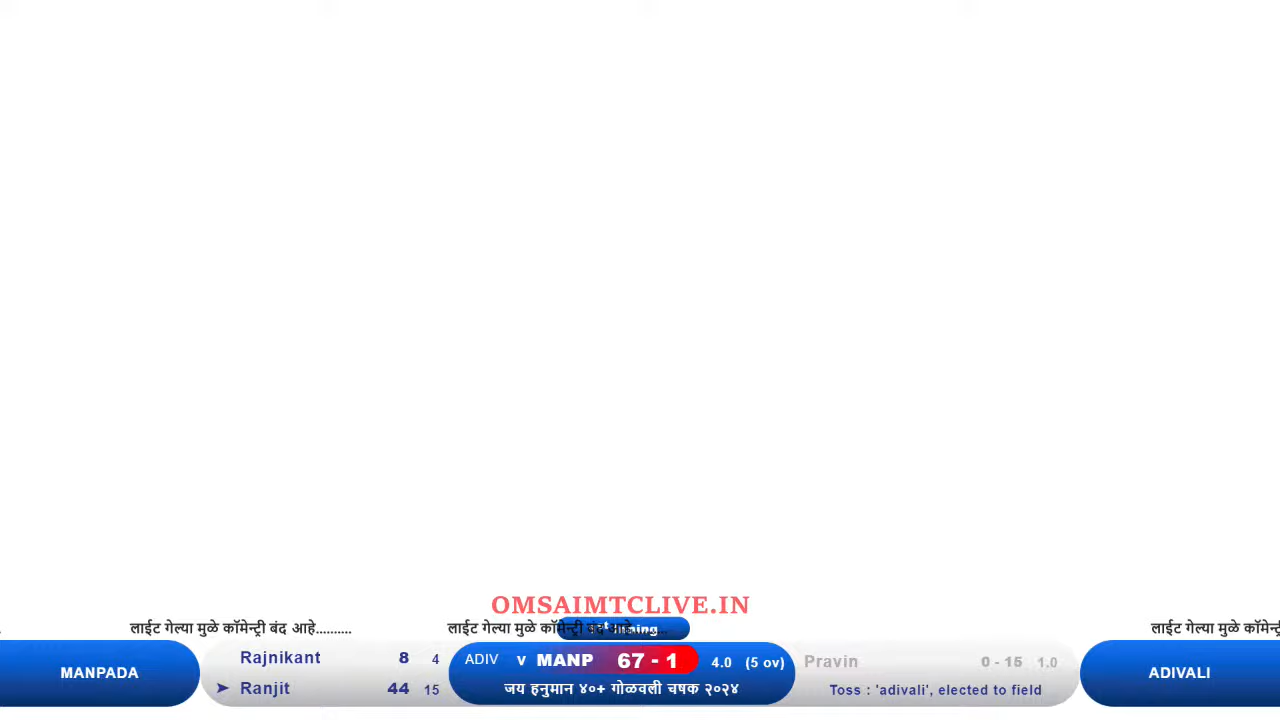 OMSAIMTCLIVE.IN
लाईट गेल्या मुळे कॉमेन्ट्री बंद आहे.......... लाईट गेल्या मुळे कॉमेन्ट्री बंद आहे.......... लाईट गेल्या मुळे
MANPADA
Rajnikant 8 4
Ranjit 44 15
ADIV v MANP 67 - 1 4.0 (5 ov)
जय हनुमान ४०+ गोळवली चषक २०२४
Pravin 0 - 15 1.0
Toss : 'adivali', elected to field
ADIVALI